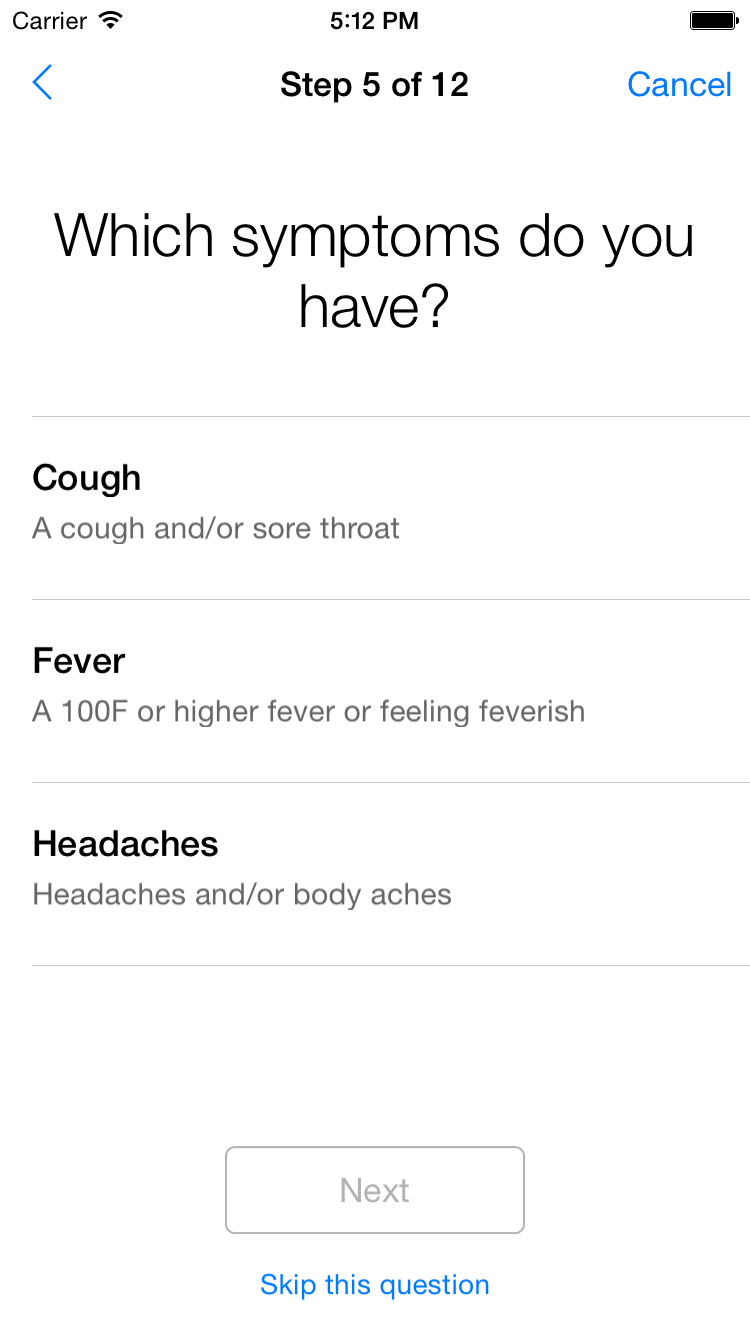 Carrier 5:12 PM
Step 5 of 12 Cancel
Which symptoms do you
have?
Cough
A cough and/or sore throat
Fever
A 100F or higher fever or feeling feverish
Headaches
Headaches and/or body aches
Next
Skip this question